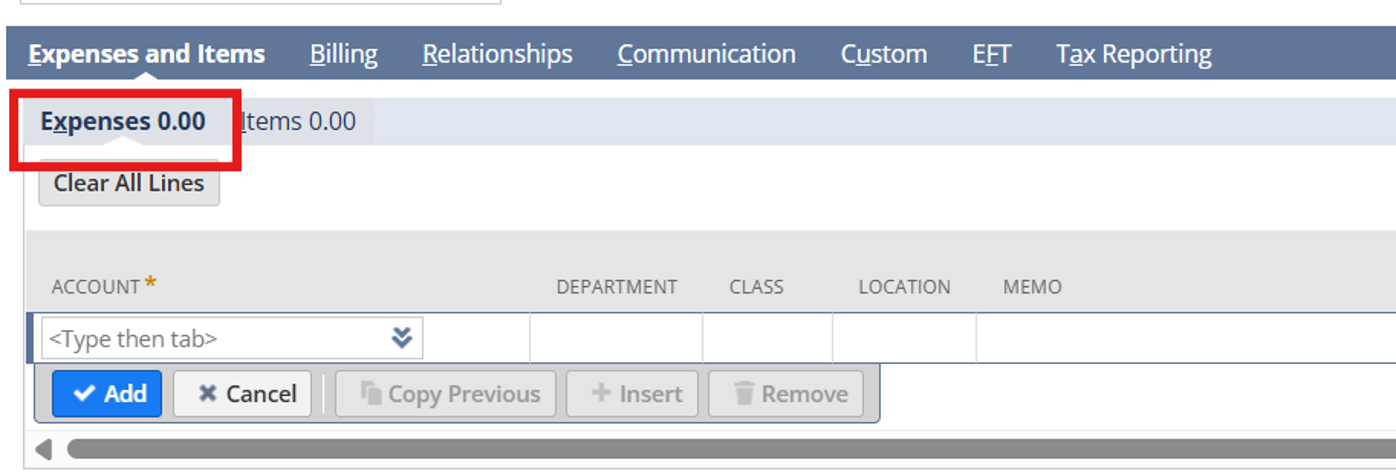 Expenses and Items Billing Relationships Communication Custom EFT Tax Reporting
Expenses 0.00 Items 0.00
Clear All Lines
ACCOUNT * DEPARTMENT CLASS LOCATION MEMO
<Type then tab>
Add Cancel Copy Previous Insert Remove